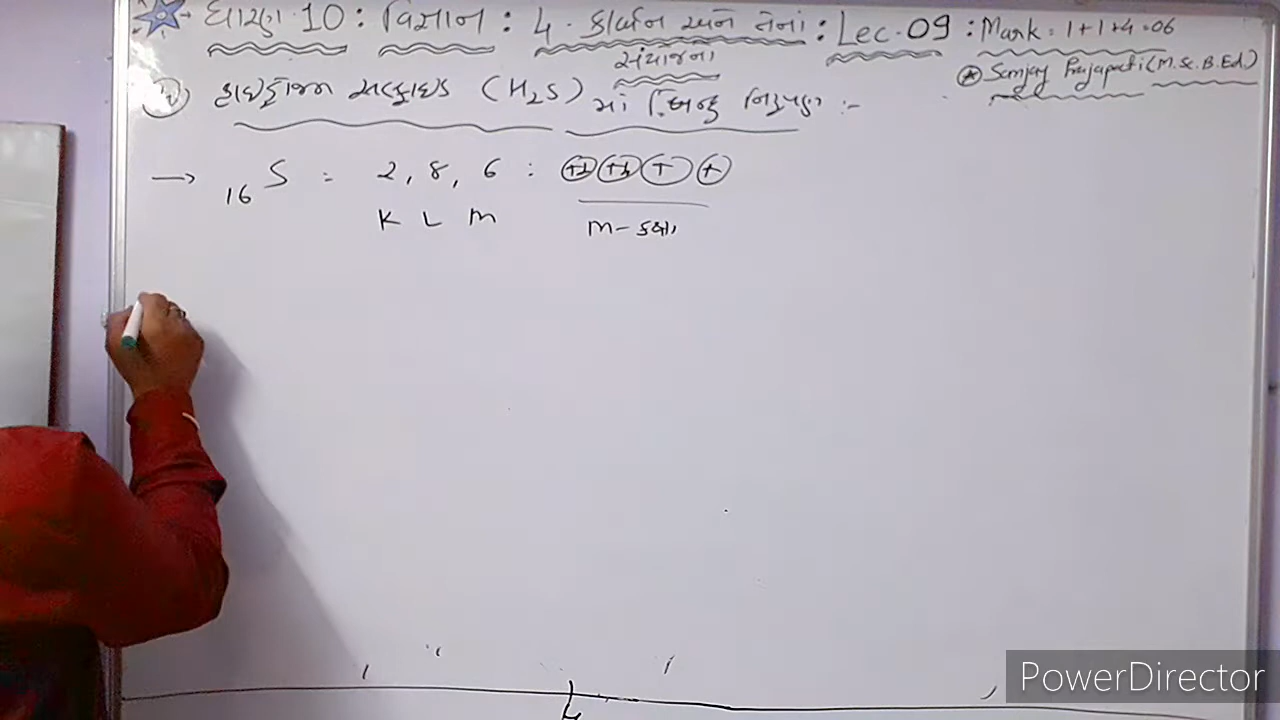 ધોરણ 10 : વિજ્ઞાન : 4. કાર્બન અને તેનાં : Lec. 09 : Mark = 1+1+4=06
સંયોજનો
* Sanjay Prajapati (M.Sc. B.Ed.)
હાઇડ્રોજન સલ્ફાઇડ (H₂S) માં બિન્દુ નિરૂપણ :-
→ ₁₆S = 2, 8, 6 :
K L M
M - કક્ષા
PowerDirector